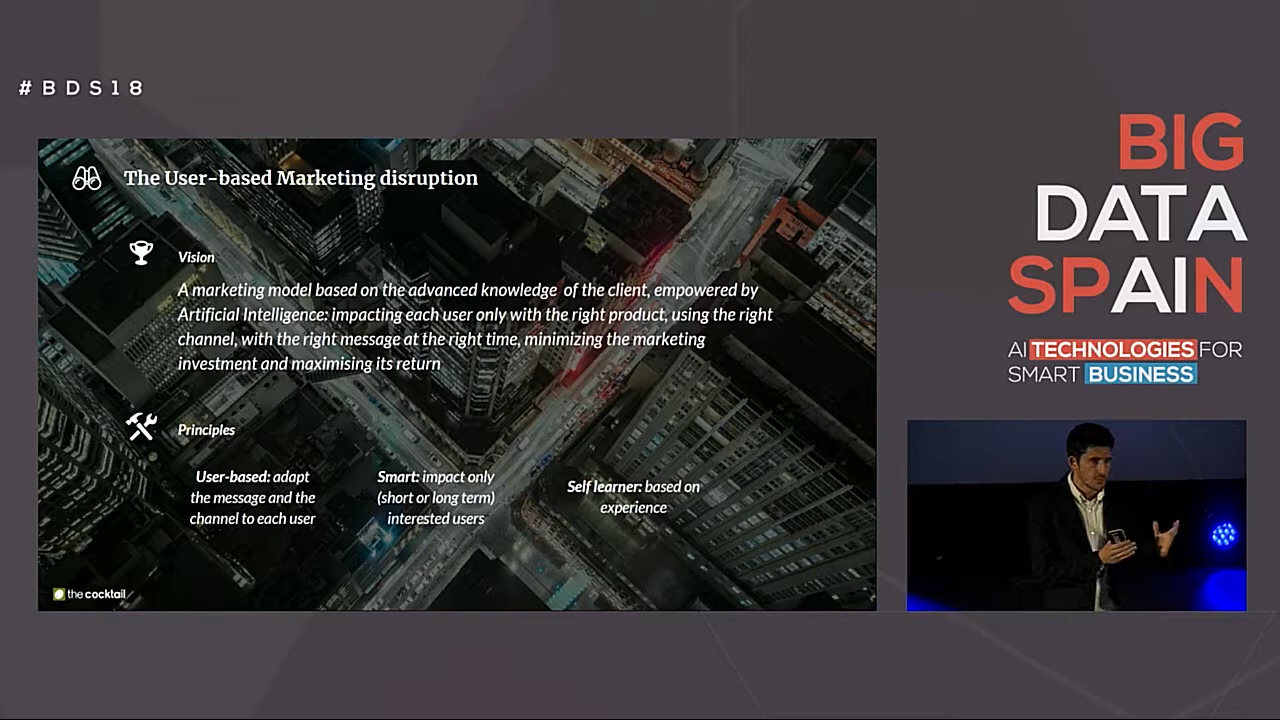 #BDS18
The User-based Marketing disruption
Vision
A marketing model based on the advanced knowledge of the client, empowered by
Artificial Intelligence: impacting each user only with the right product, using the right
channel, with the right message at the right time, minimizing the marketing
investment and maximising its return
Principles
User-based: adapt
the message and the
channel to each user
Smart: impact only
(short or long term)
interested users
Self learner: based on
experience
the cocktail
BIG
DATA
SPAIN
AI TECHNOLOGIES FOR
SMART BUSINESS